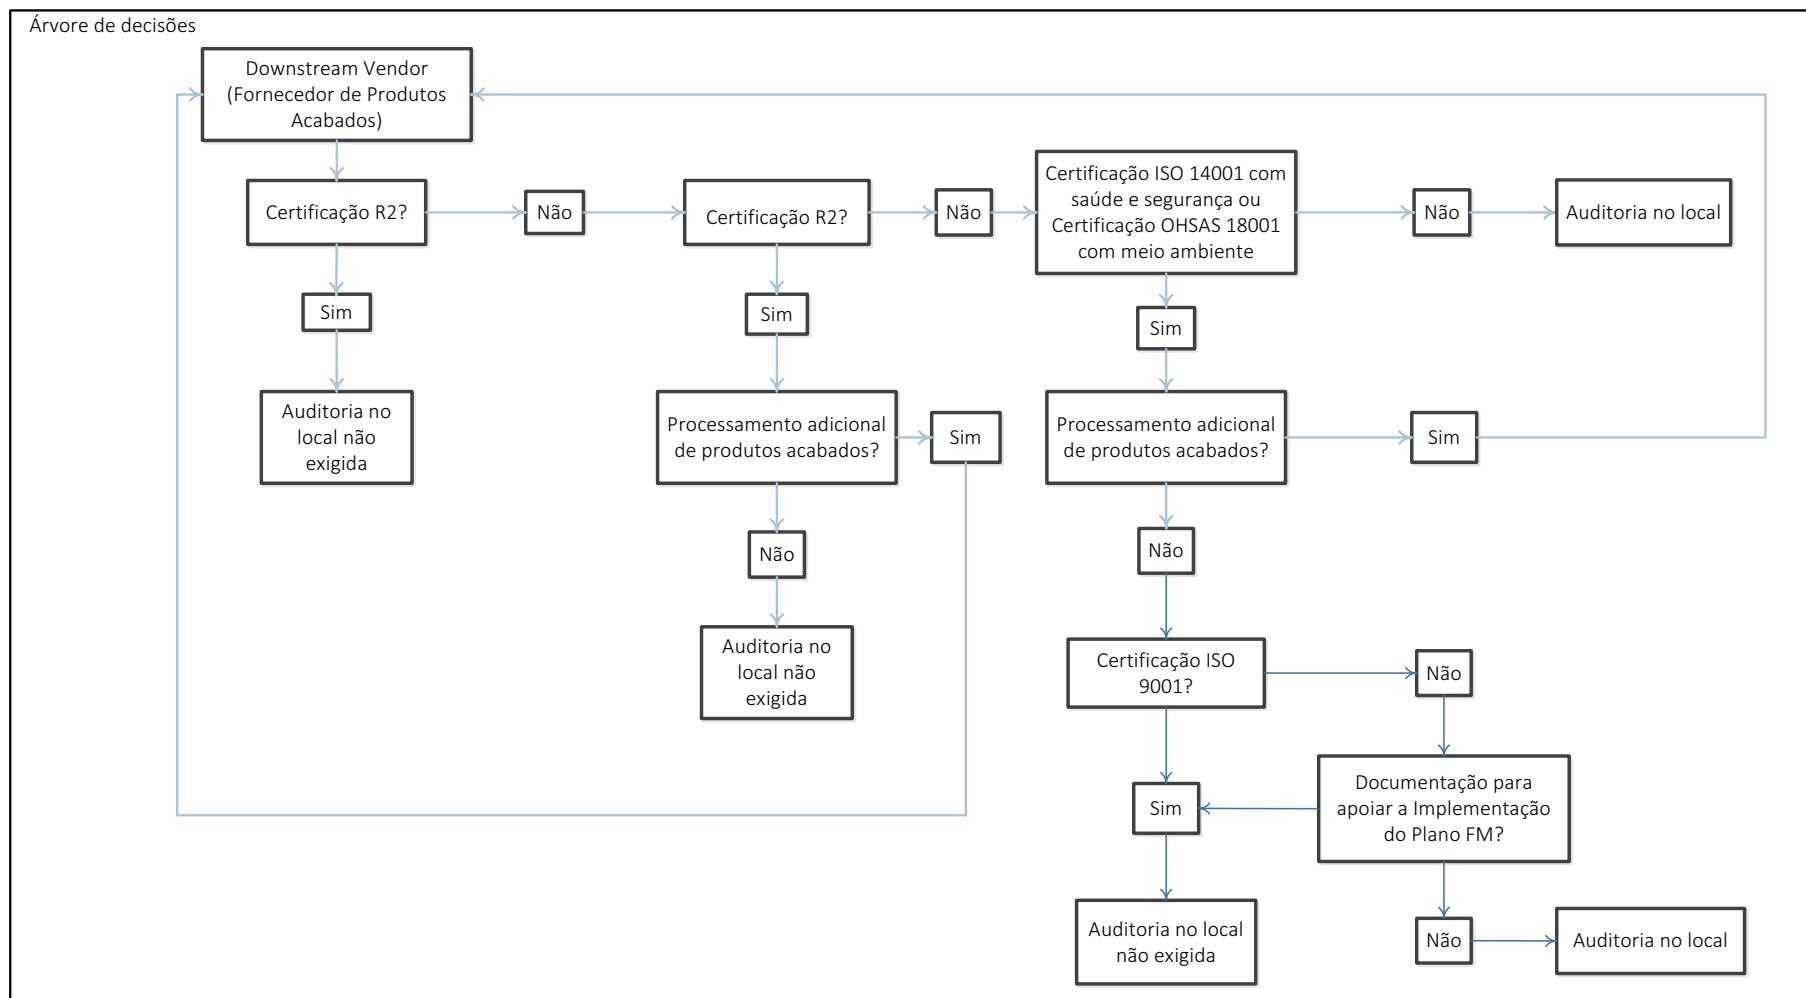 Árvore de decisões
Downstream Vendor
(Fornecedor de Produtos
Acabados)
Certificação R2?
Não
Certificação R2?
Não
Certificação ISO 14001 com
saúde e segurança ou
Certificação OHSAS 18001
com meio ambiente
Não
Auditoria no local
Sim
Sim
Sim
Auditoria no
local não
exigida
Processamento adicional
de produtos acabados?
Sim
Processamento adicional
de produtos acabados?
Sim
Não
Não
Auditoria no
local não
exigida
Certificação ISO
9001?
Não
Sim
Documentação para
apoiar a Implementação
do Plano FM?
Auditoria no local
não exigida
Não
Auditoria no local